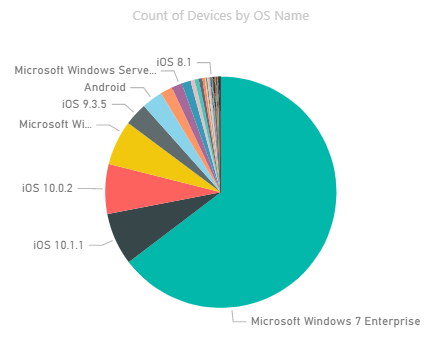 Count of Devices by OS Name
iOS 8.1
Microsoft Windows Serve...
Android
iOS 9.3.5
Microsoft Wi...
iOS 10.0.2
iOS 10.1.1
Microsoft Windows 7 Enterprise